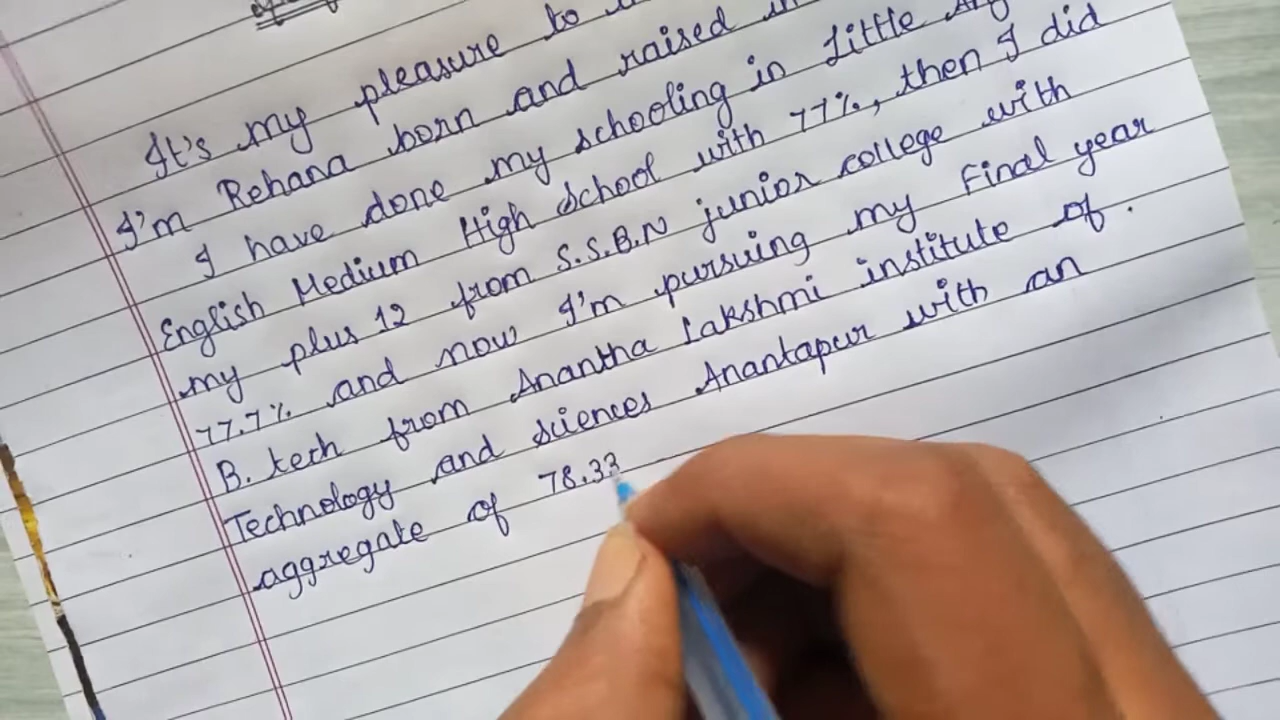 It's my pleasure to
I'm Rehana born and raised in
I have done my schooling in Little
English Medium High School with 77%, then I did
my plus 12 from S.S.B.N junior college with
77.7% and now I'm pursuing my Final year
B. tech from Anantha Lakshmi institute of
Technology and sciences Anantapur with an
aggregate of 78.33